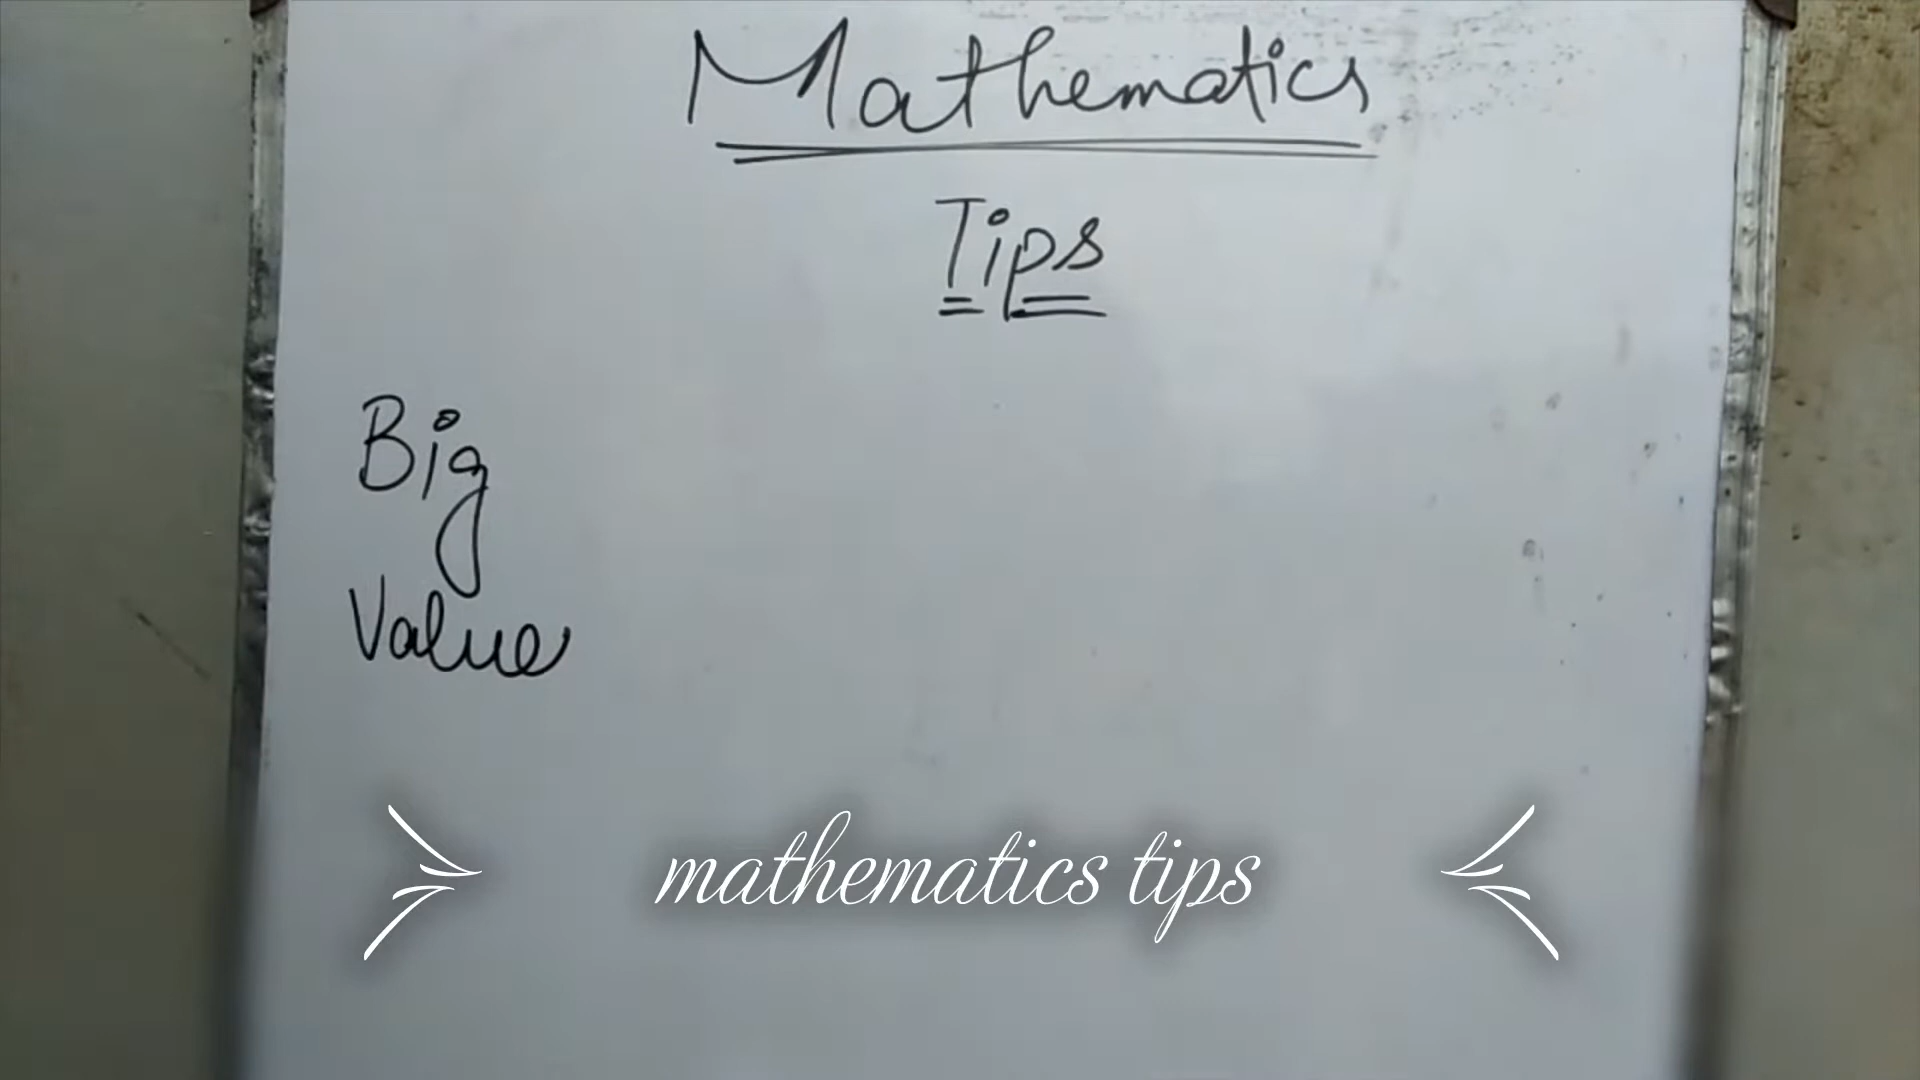 Mathematics
Tips
Big
Value
mathematics tips